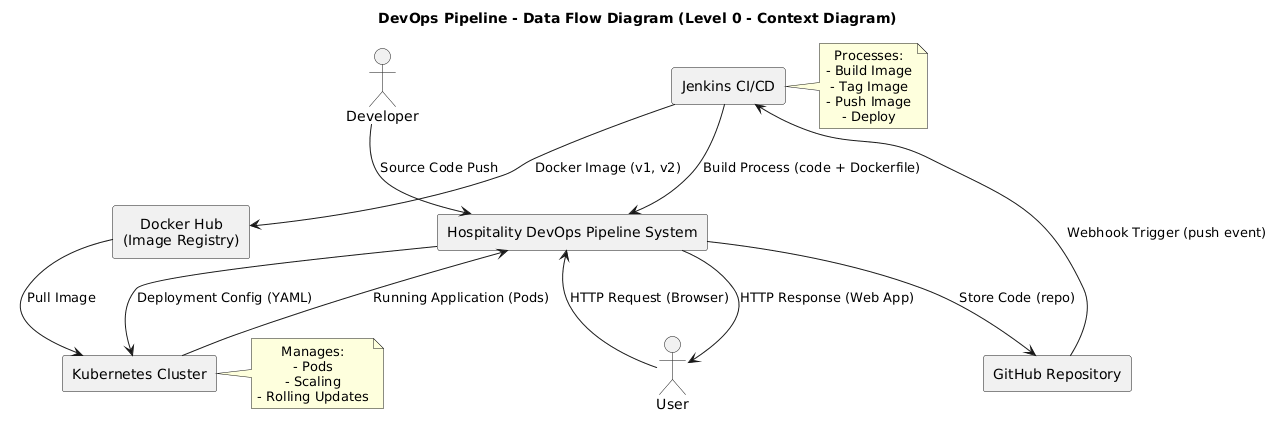 DevOps Pipeline - Data Flow Diagram (Level 0 - Context Diagram)
Developer
Jenkins CI/CD
Processes:
- Build Image
- Tag Image
- Push Image
- Deploy
Source Code Push
Docker Image (v1, v2)
Build Process (code + Dockerfile)
Docker Hub
(Image Registry)
Hospitality DevOps Pipeline System
Webhook Trigger (push event)
Pull Image
Deployment Config (YAML)
Running Application (Pods)
HTTP Request (Browser)
HTTP Response (Web App)
Store Code (repo)
Kubernetes Cluster
Manages:
- Pods
- Scaling
- Rolling Updates
User
GitHub Repository